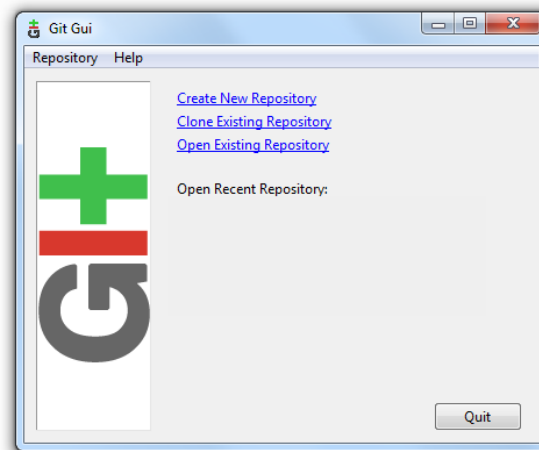 Git Gui
Repository Help
Create New Repository
Clone Existing Repository
Open Existing Repository
Open Recent Repository:
GIt
Quit